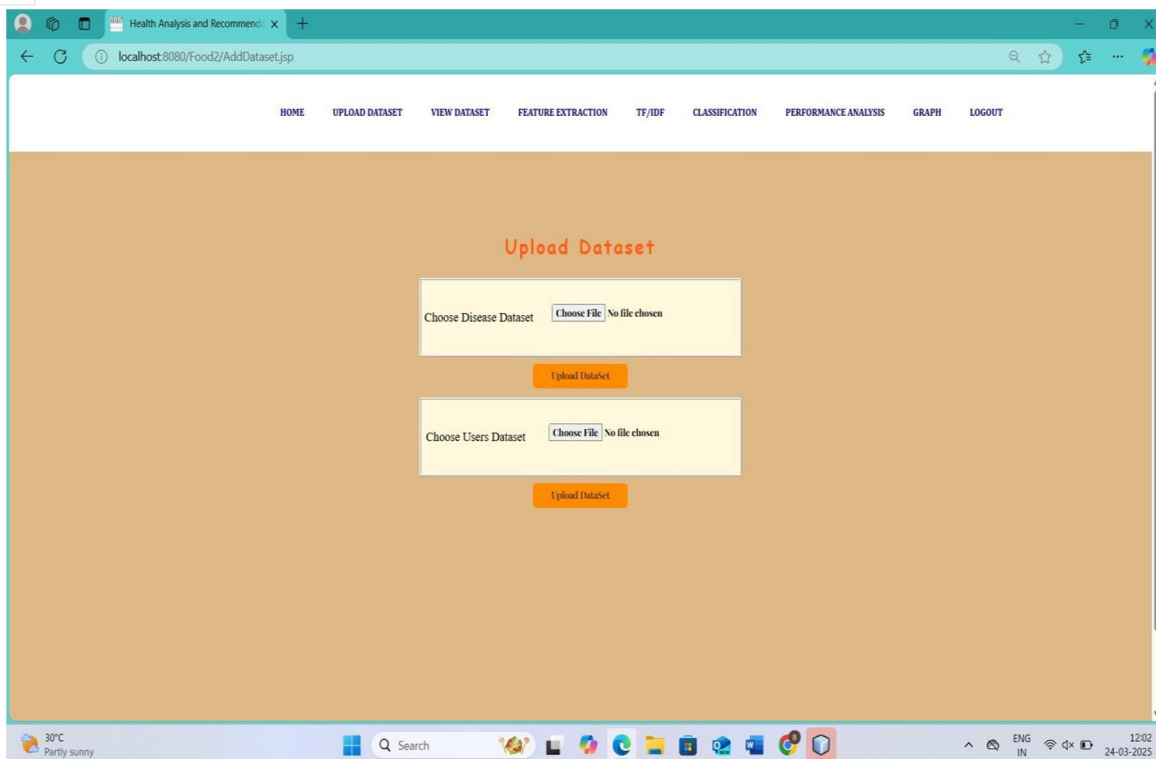 Health Analysis and Recommend
localhost:8080/Food2/AddDataset.jsp
HOME UPLOAD DATASET VIEW DATASET FEATURE EXTRACTION TF/IDF CLASSIFICATION PERFORMANCE ANALYSIS GRAPH LOGOUT
Upload Dataset
Choose Disease Dataset Choose File No file chosen
Upload DataSet
Choose Users Dataset Choose File No file chosen
Upload DataSet
30°C
Partly sunny
Search
ENG
IN
12:02
24-03-2025